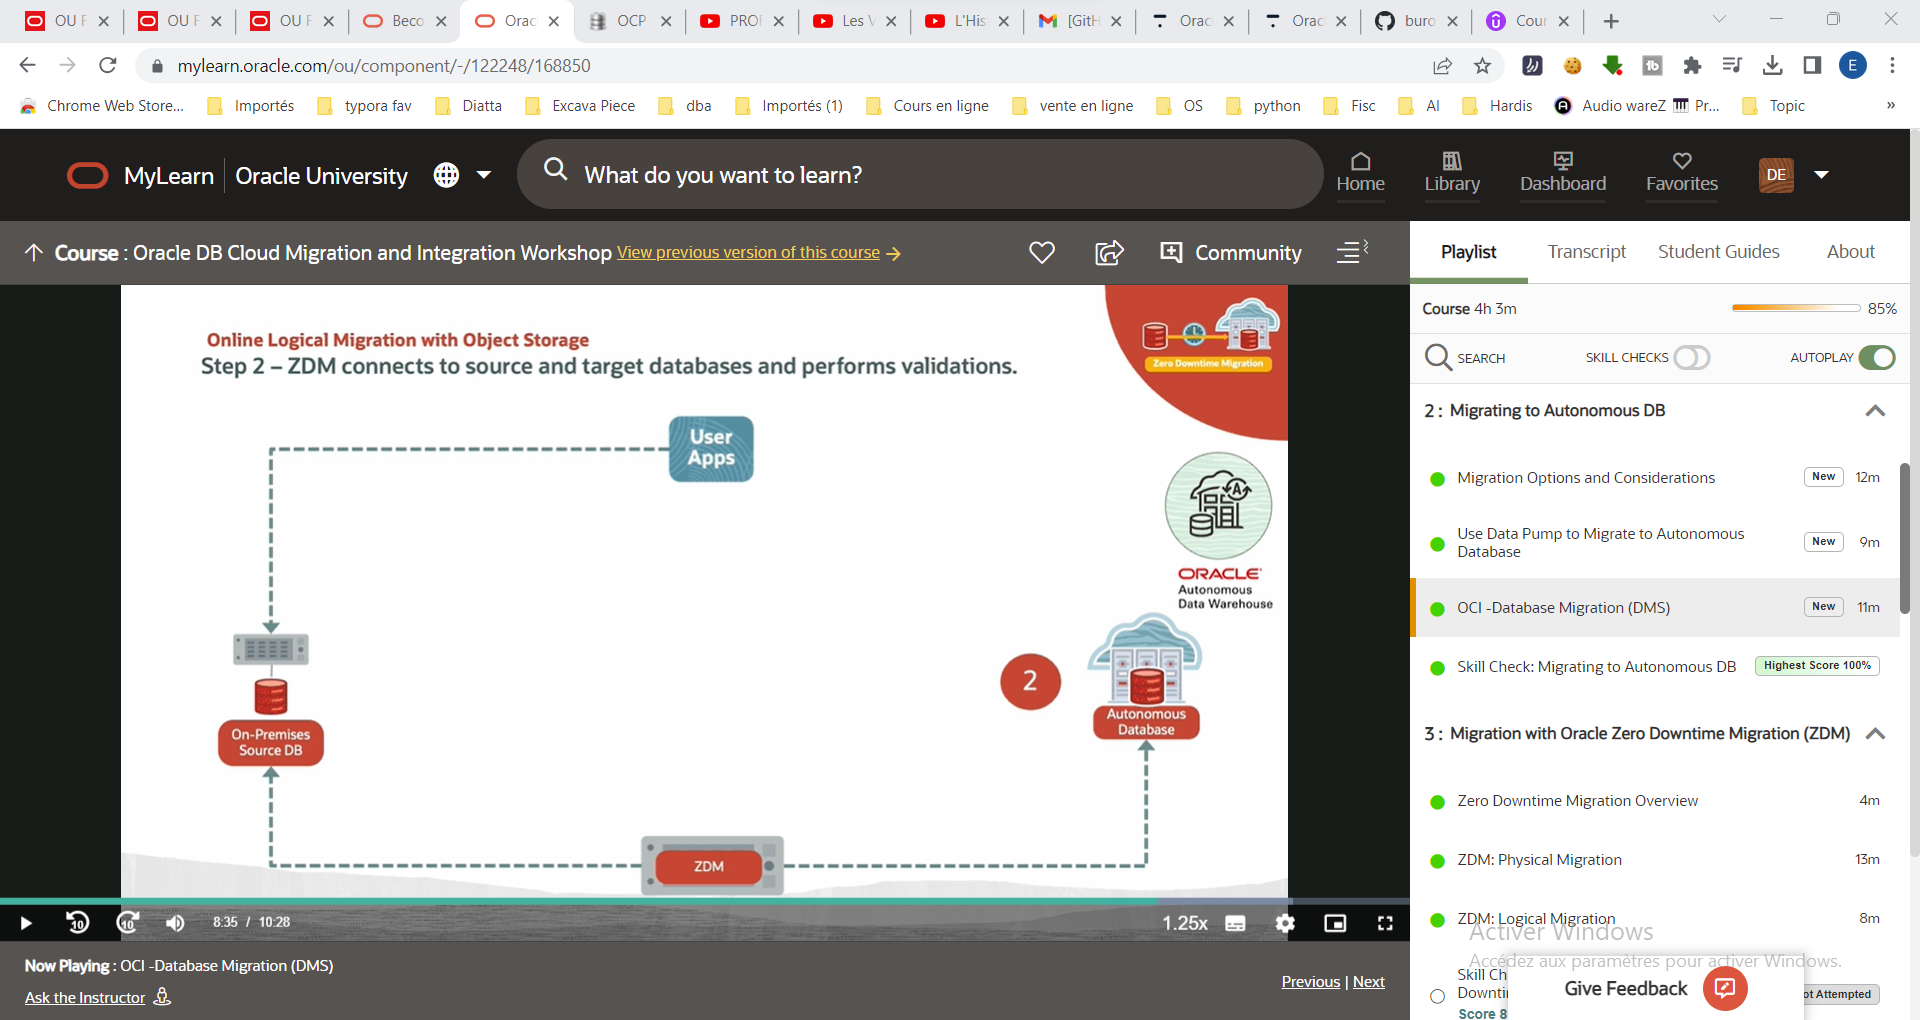 OU F
OU F
OU F
Beco
Orac
OCP
PROF
Les V
L'His
[GitH
Orac
Orac
buro
Cour
mylearn.oracle.com/ou/component/-/122248/168850
E
Chrome Web Store...
Importés
typora fav
Diatta
Excava Piece
dba
Importés (1)
Cours en ligne
vente en ligne
OS
python
Fisc
AI
Hardis
Audio wareZ
Pr...
Topic
»
MyLearn
Oracle University
What do you want to learn?
Home
Library
Dashboard
Favorites
DE
Course : Oracle DB Cloud Migration and Integration Workshop View previous version of this course
Community
Playlist
Transcript
Student Guides
About
Online Logical Migration with Object Storage
Step 2 – ZDM connects to source and target databases and performs validations.
Zero Downtime Migration
User
Apps
ORACLE
Autonomous
Data Warehouse
2
On-Premises
Source DB
Autonomous
Database
ZDM
8:35 / 10:28
1.25x
Now Playing : OCI -Database Migration (DMS)
Ask the Instructor
Previous | Next
Course 4h 3m
85%
SEARCH
SKILL CHECKS
AUTOPLAY
2 : Migrating to Autonomous DB
Migration Options and Considerations
New
12m
Use Data Pump to Migrate to Autonomous
Database
New
9m
OCI -Database Migration (DMS)
New
11m
Skill Check: Migrating to Autonomous DB
Highest Score 100%
3 : Migration with Oracle Zero Downtime Migration (ZDM)
Zero Downtime Migration Overview
4m
ZDM: Physical Migration
13m
ZDM: Logical Migration
8m
Activer Windows
Accédez aux paramètres pour activer Windows.
Skill Ch
Downti
Score 8
ot Attempted
Give Feedback